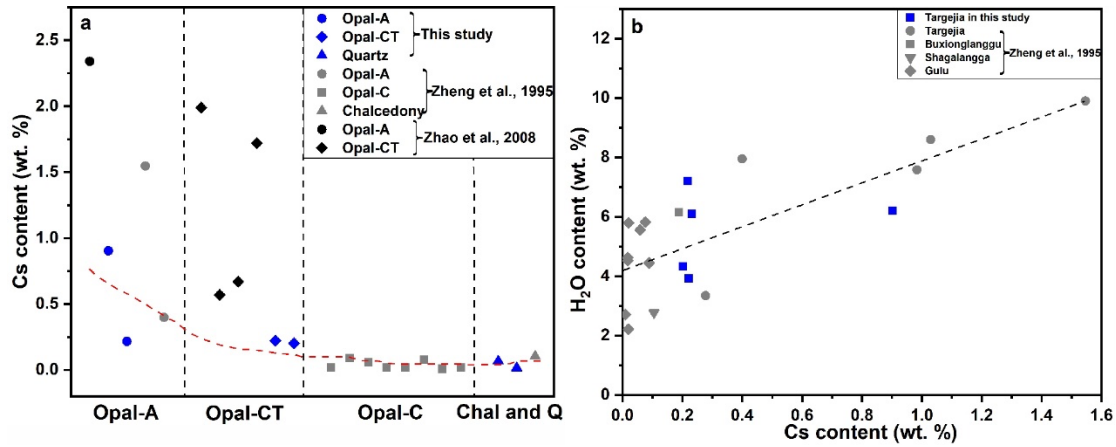 a
Opal-A
Opal-CT
This study
Quartz
Opal-A
Opal-C
Zheng et al., 1995
Chalcedony
Opal-A
Zhao et al., 2008
Opal-CT
Cs content (wt. %)
2.5
2.0
1.5
1.0
0.5
0.0
Opal-A Opal-CT Opal-C Chal and Q
b
Targejia in this study
Targejia
Buxionglanggu
Zheng et al., 1995
Shagalangga
Gulu
H₂O content (wt. %)
12
10
8
6
4
2
0
0.0 0.2 0.4 0.6 0.8 1.0 1.2 1.4 1.6
Cs content (wt. %)